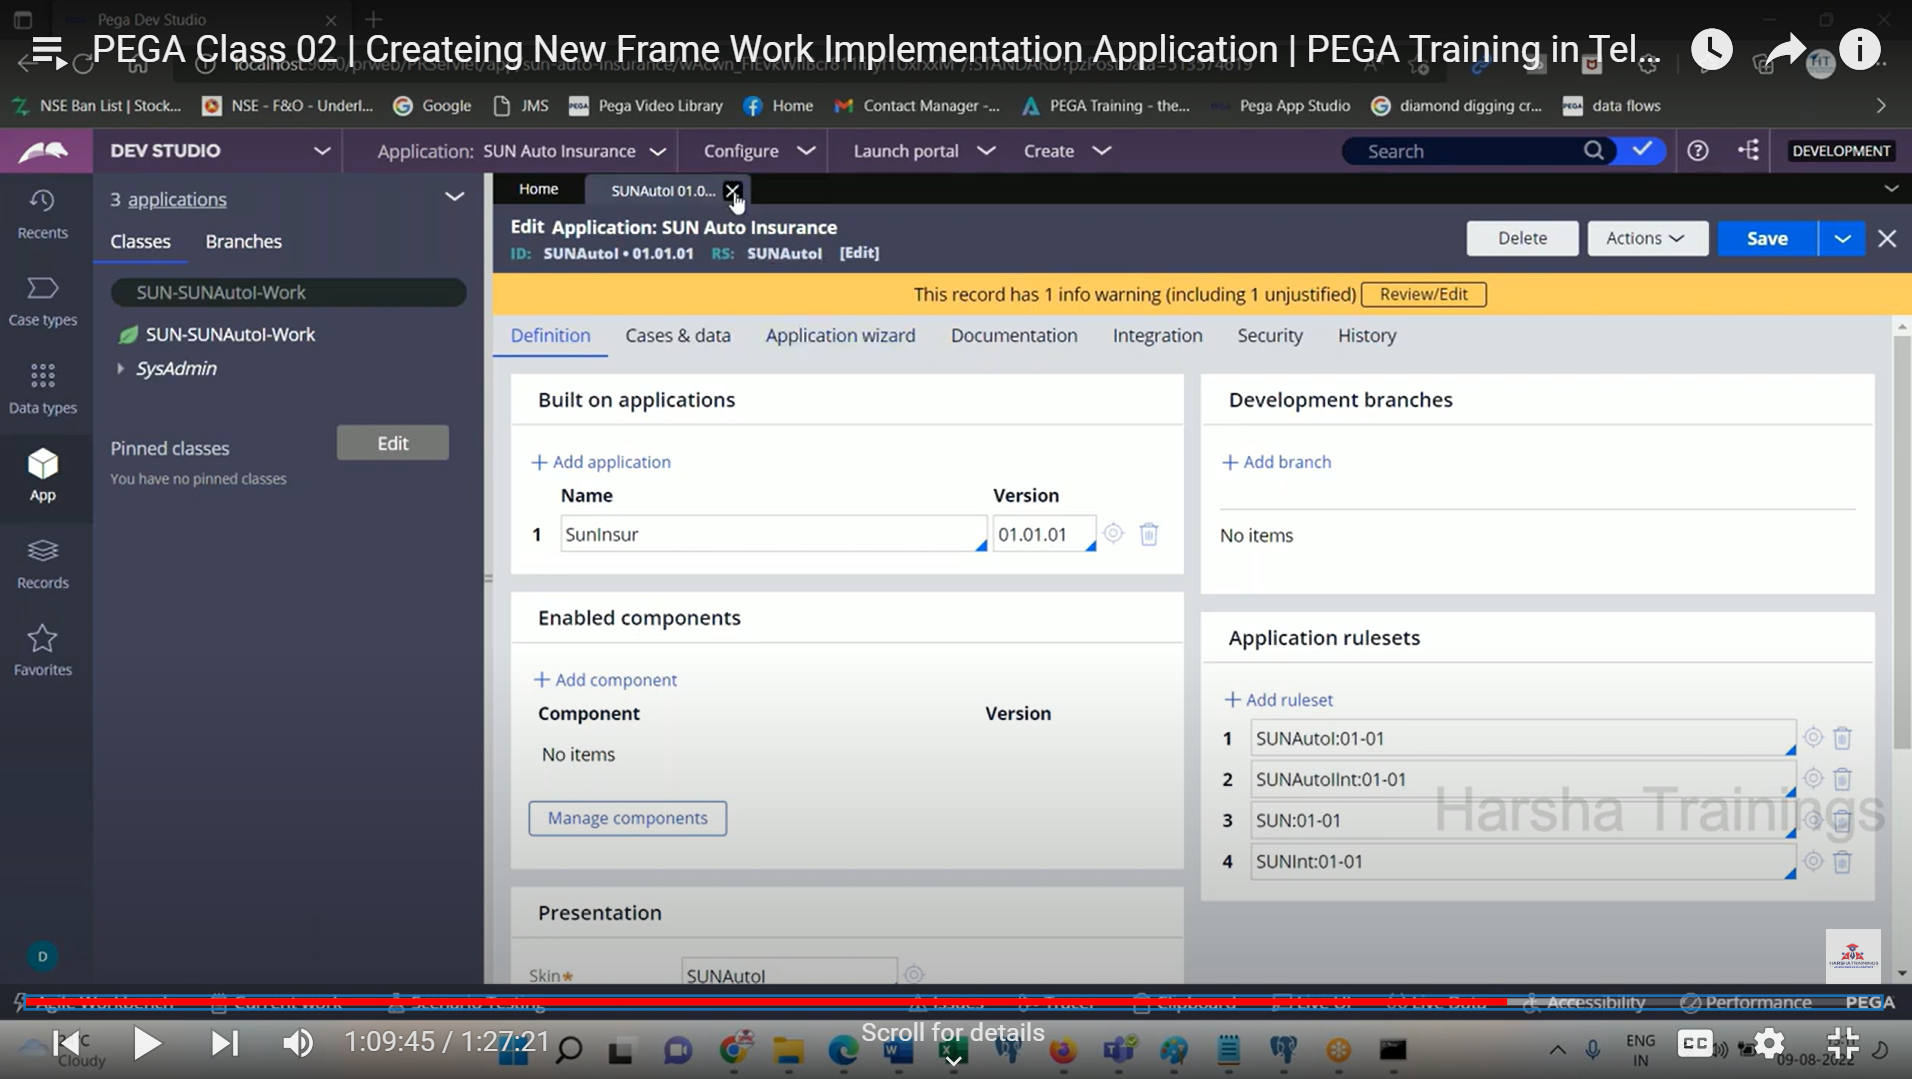 Pega Dev Studio
PEGA Class 02 | Createing New Frame Work Implementation Application | PEGA Training in Tel...
NSE Ban List | Stock... NSE - F&O - Underl... Google JMS Pega Video Library Home Contact Manager -... PEGA Training - the... Pega App Studio diamond digging cr... data flows
DEV STUDIO Application: SUN Auto Insurance Configure Launch portal Create Search DEVELOPMENT
Recents
Case types
Data types
App
Records
Favorites
D
3 applications
Classes Branches
SUN-SUNAutoI-Work
SUN-SUNAutoI-Work
SysAdmin
Pinned classes Edit
You have no pinned classes
Home SUNAutoI 01.0...
Edit Application: SUN Auto Insurance
ID: SUNAutoI • 01.01.01 RS: SUNAutoI [Edit]
Delete Actions Save
This record has 1 info warning (including 1 unjustified) Review/Edit
Definition Cases & data Application wizard Documentation Integration Security History
Built on applications
+ Add application
Name Version
1 SunInsur 01.01.01
Enabled components
+ Add component
Component Version
No items
Manage components
Presentation
Skin★ SUNAutoI
Development branches
+ Add branch
No items
Application rulesets
+ Add ruleset
1 SUNAutoI:01-01
2 SUNAutoIInt:01-01
3 SUN:01-01
4 SUNInt:01-01
Harsha Trainings
Accessibility Performance PEGA
1:09:45 / 1:27:21
Scroll for details
Cloudy
CC
ENG
IN